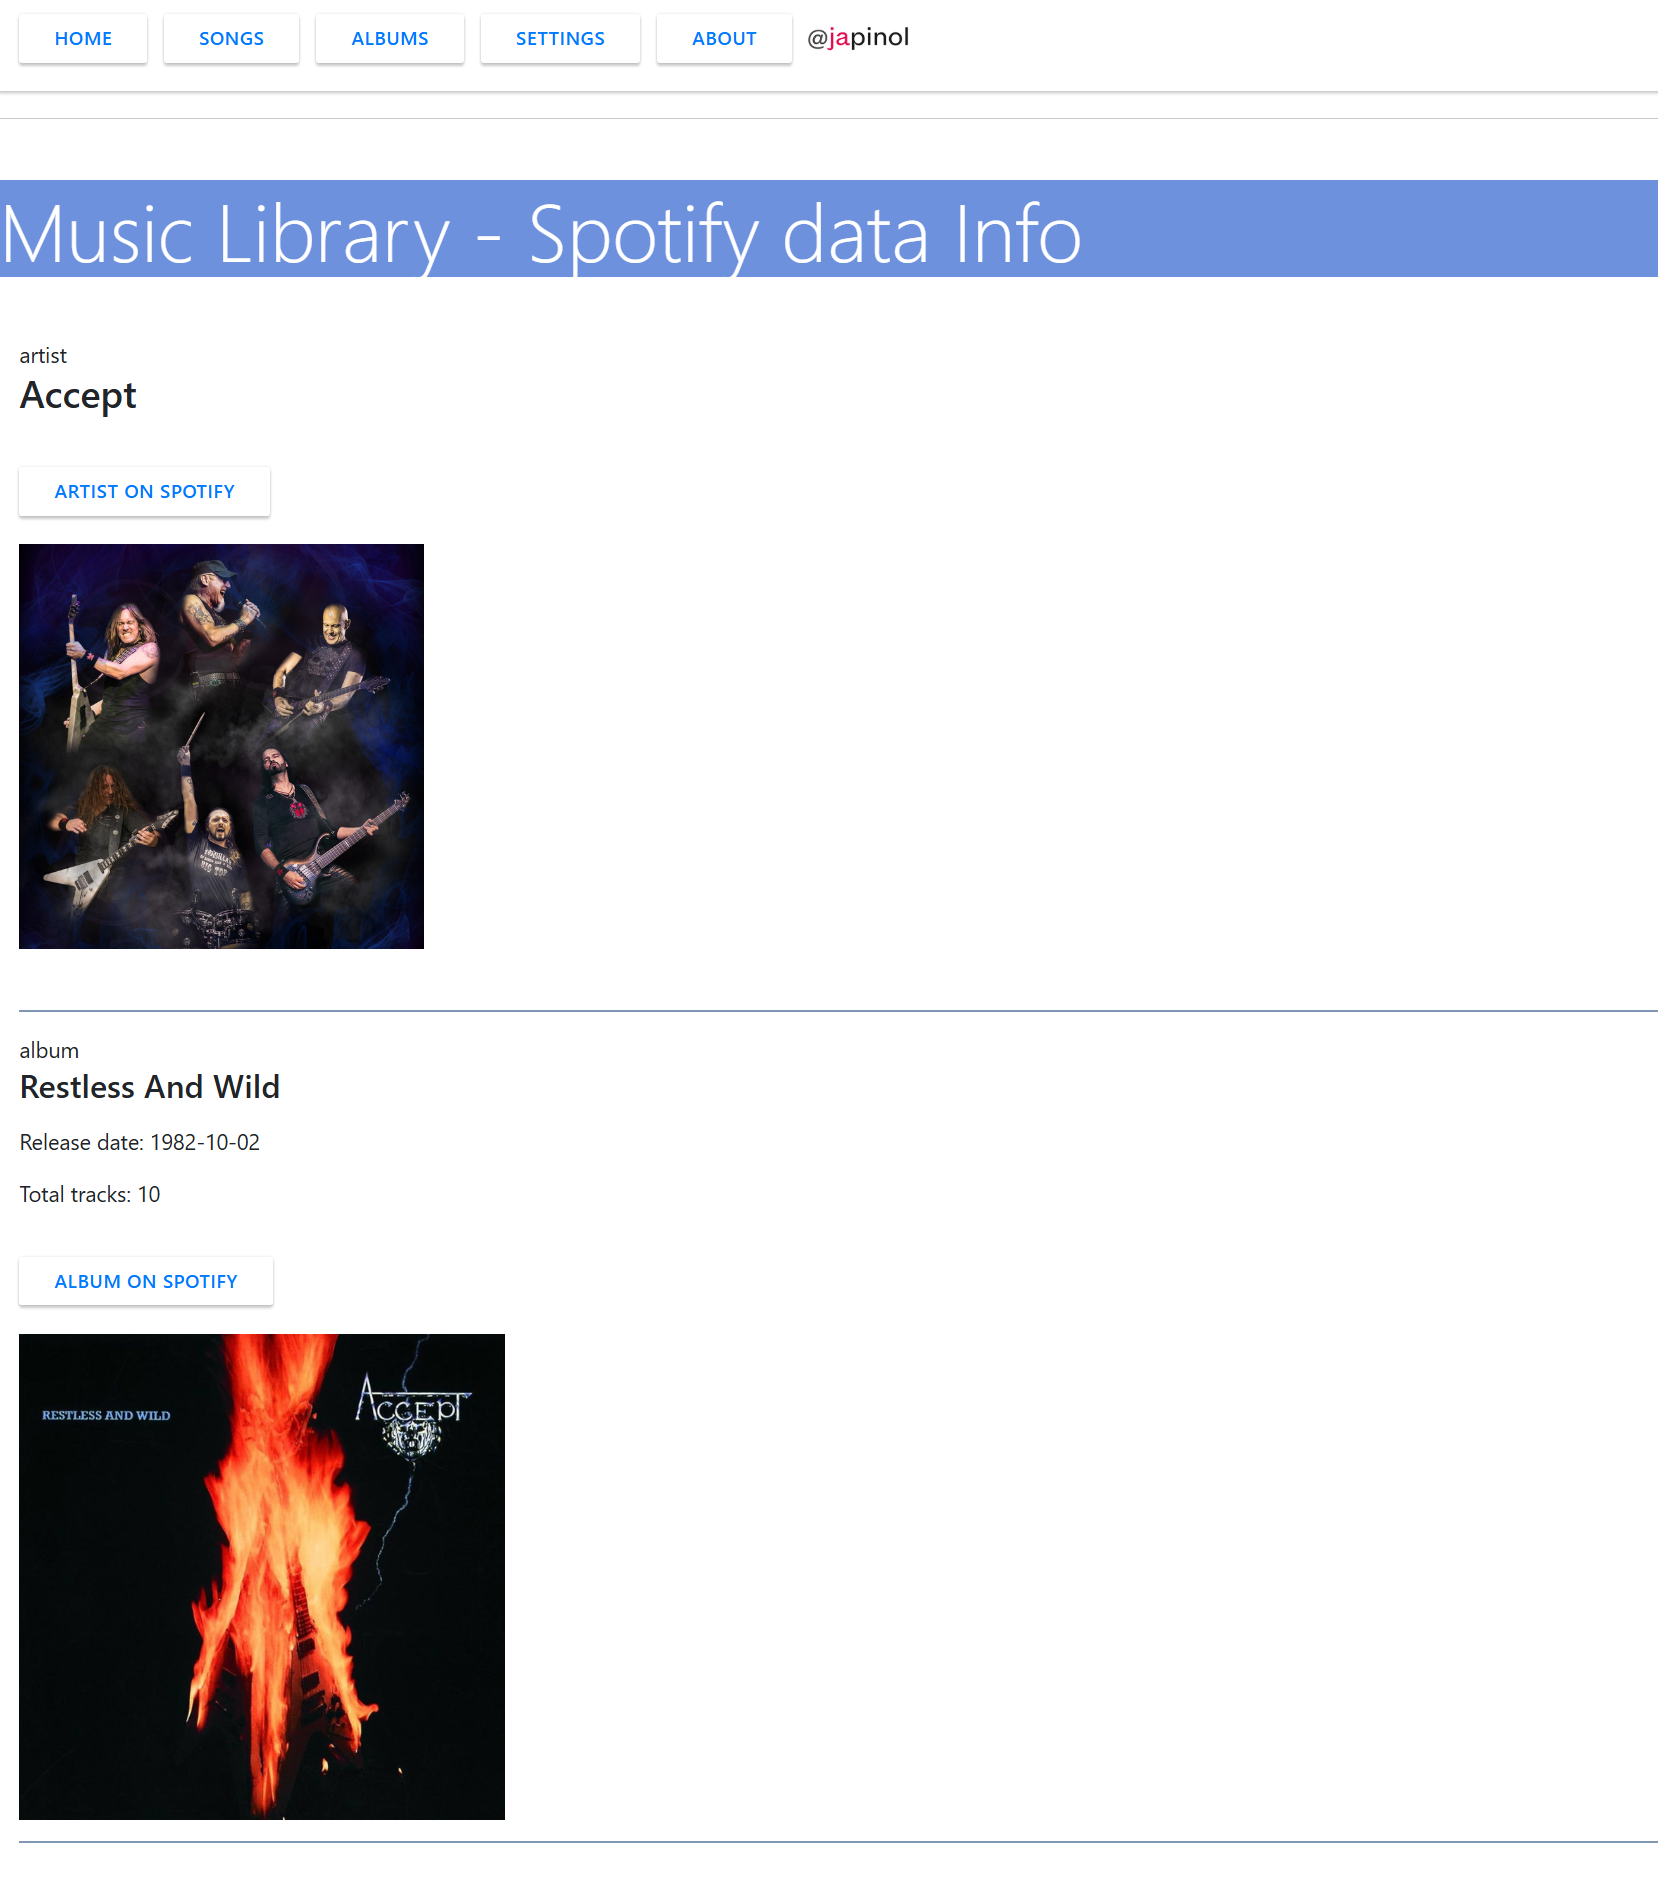 HOME SONGS ALBUMS SETTINGS ABOUT @japinol
Music Library - Spotify data Info
artist
Accept
ARTIST ON SPOTIFY
album
Restless And Wild
Release date: 1982-10-02
Total tracks: 10
ALBUM ON SPOTIFY
RESTLESS AND WILD
ACCEPT